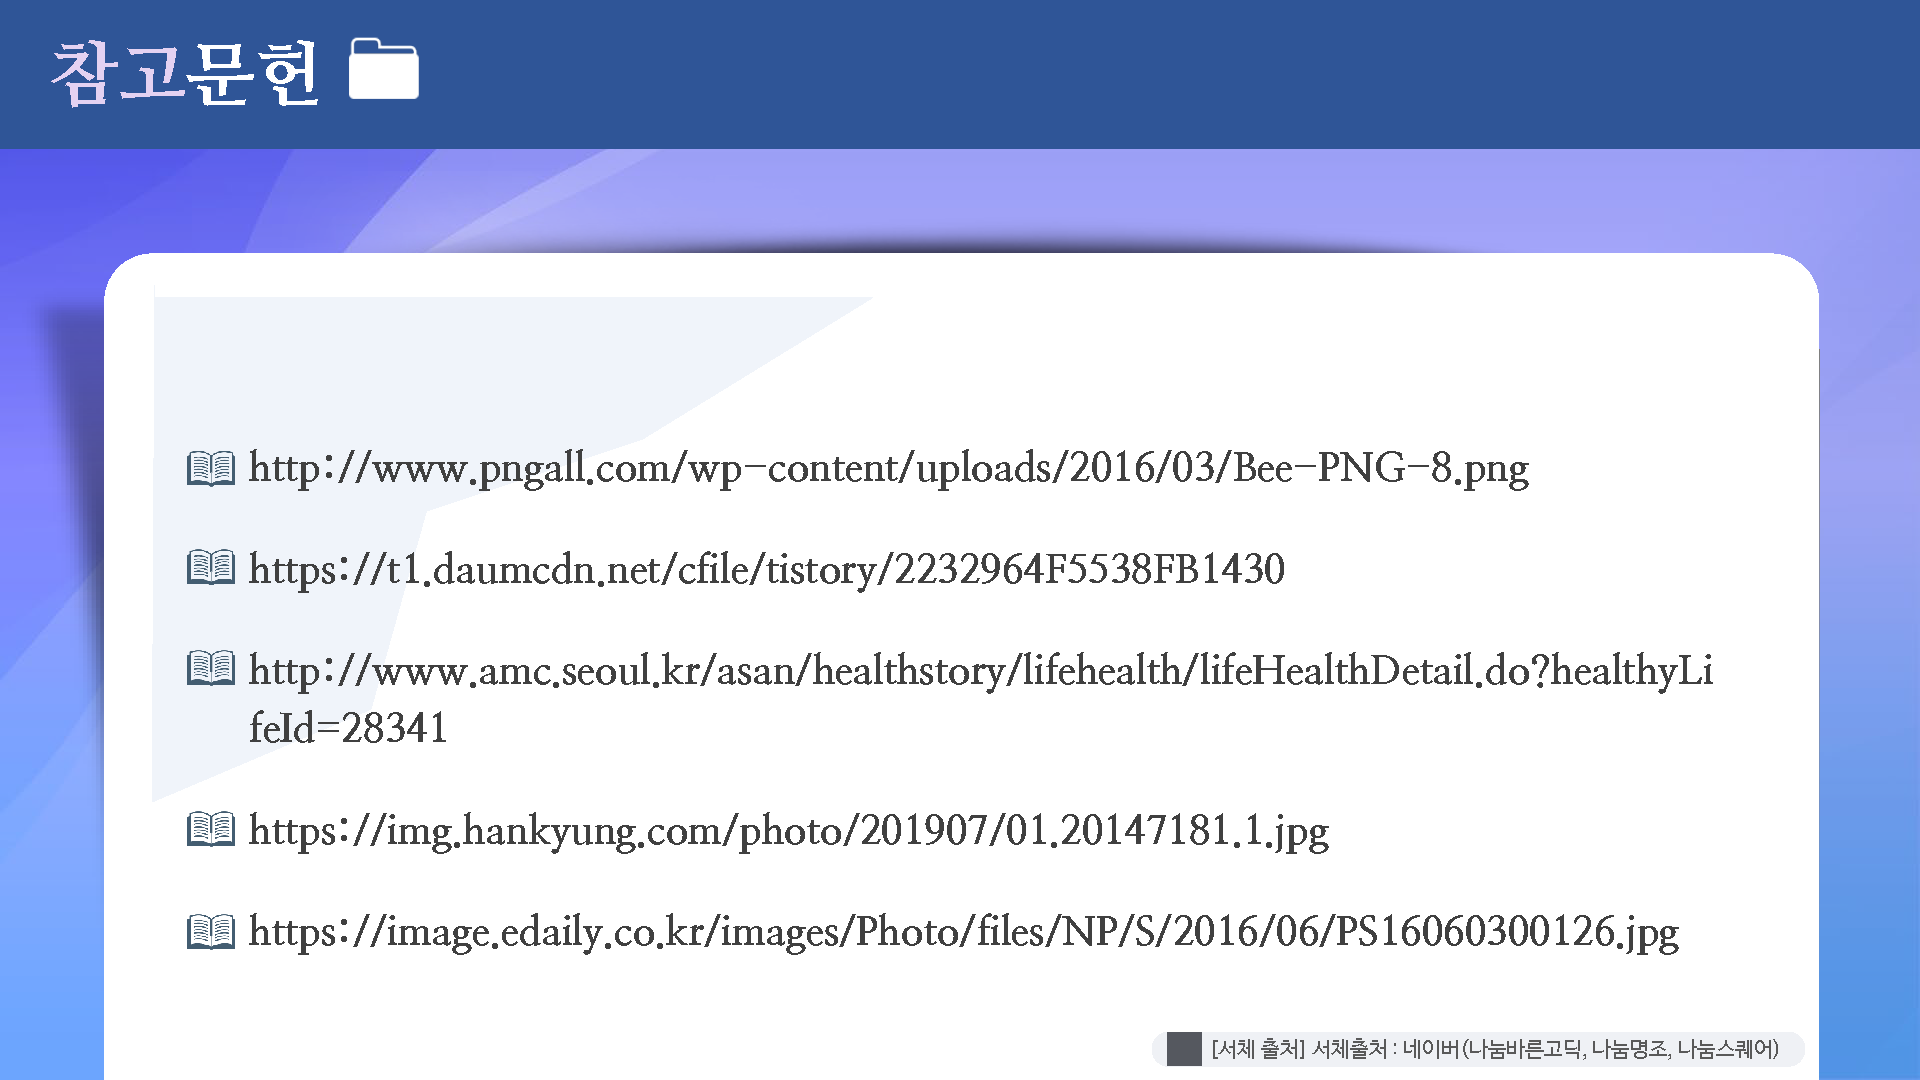 참고문헌
http://www.pngall.com/wp-content/uploads/2016/03/Bee-PNG-8.png
https://t1.daumcdn.net/cfile/tistory/2232964F5538FB1430
http://www.amc.seoul.kr/asan/healthstory/lifehealth/lifeHealthDetail.do?healthyLi
feId=28341
https://img.hankyung.com/photo/201907/01.20147181.1.jpg
https://image.edaily.co.kr/images/Photo/files/NP/S/2016/06/PS16060300126.jpg
[서체 출처] 서체출처 : 네이버(나눔바른고딕, 나눔명조, 나눔스퀘어)